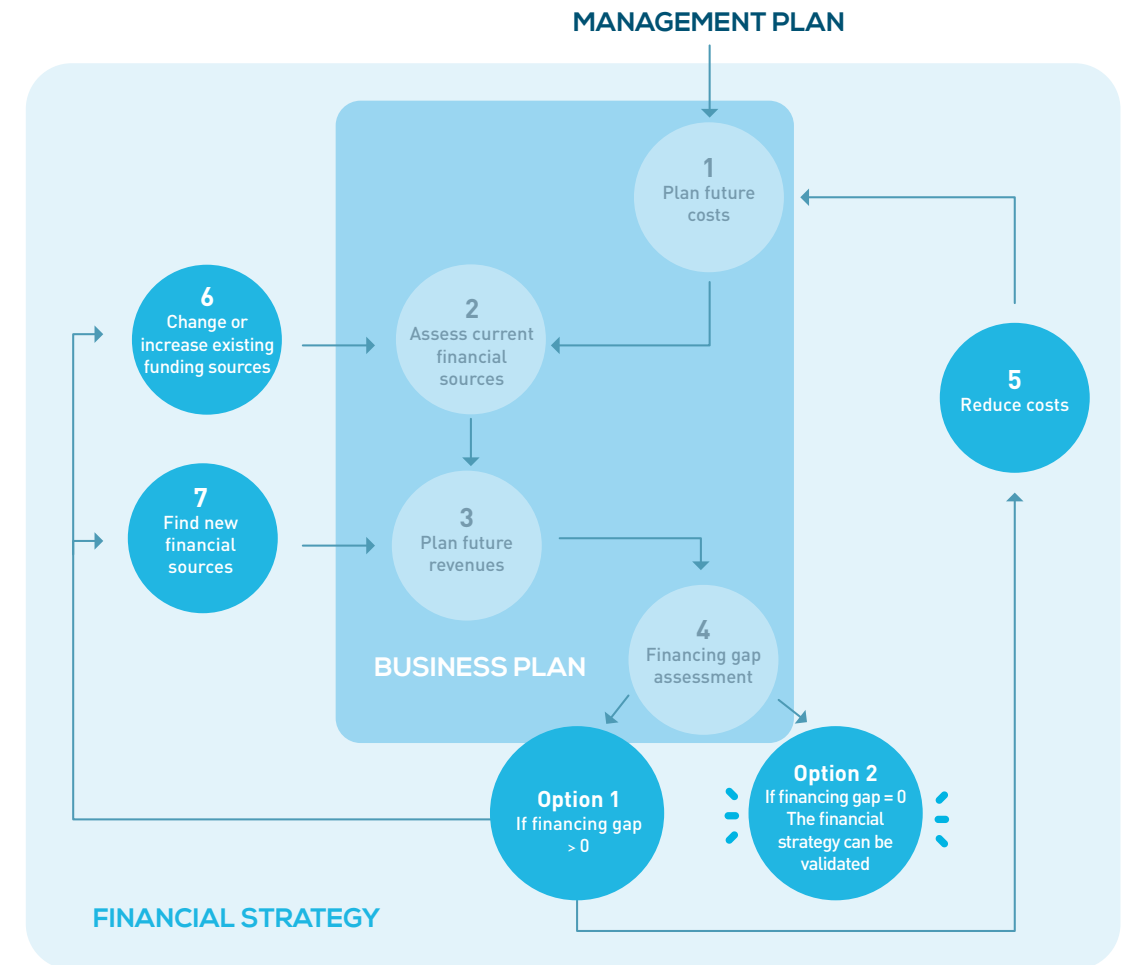 MANAGEMENT PLAN
1
Plan future
costs
2
Assess current
financial
sources
3
Plan future
revenues
4
Financing gap
assessment
BUSINESS PLAN
5
Reduce costs
6
Change or
increase existing
funding sources
7
Find new
financial
sources
Option 1
If financing gap
> 0
Option 2
If financing gap = 0
The financial
strategy can be
validated
FINANCIAL STRATEGY